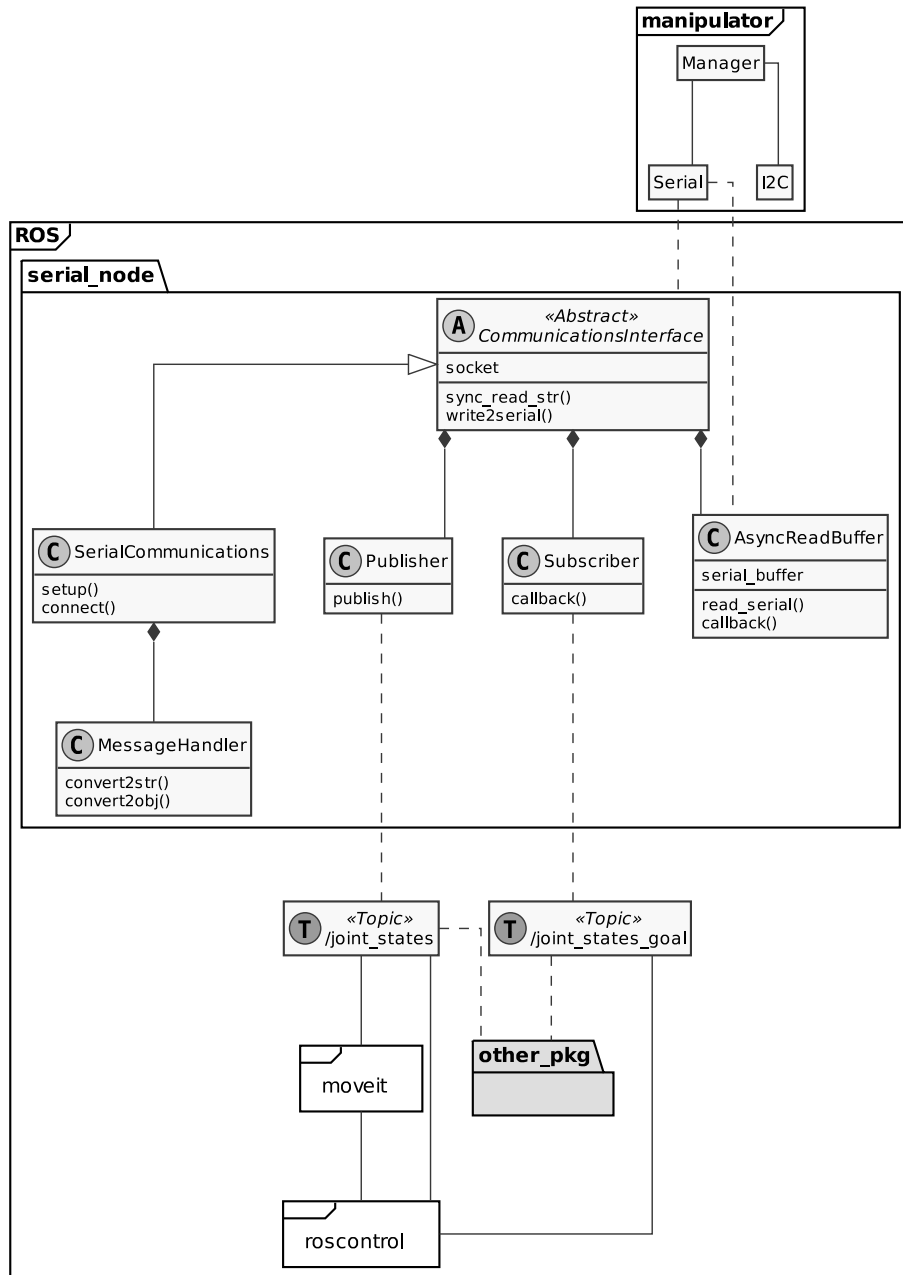 manipulator
Manager
Serial
I2C
ROS
serial_node
A
«Abstract»
CommunicationsInterface
socket
sync_read_str()
write2serial()
C SerialCommunications
setup()
connect()
C Publisher
publish()
C Subscriber
callback()
C AsyncReadBuffer
serial_buffer
read_serial()
callback()
C MessageHandler
convert2str()
convert2obj()
T
«Topic»
/joint_states
T
«Topic»
/joint_states_goal
moveit
other_pkg
roscontrol